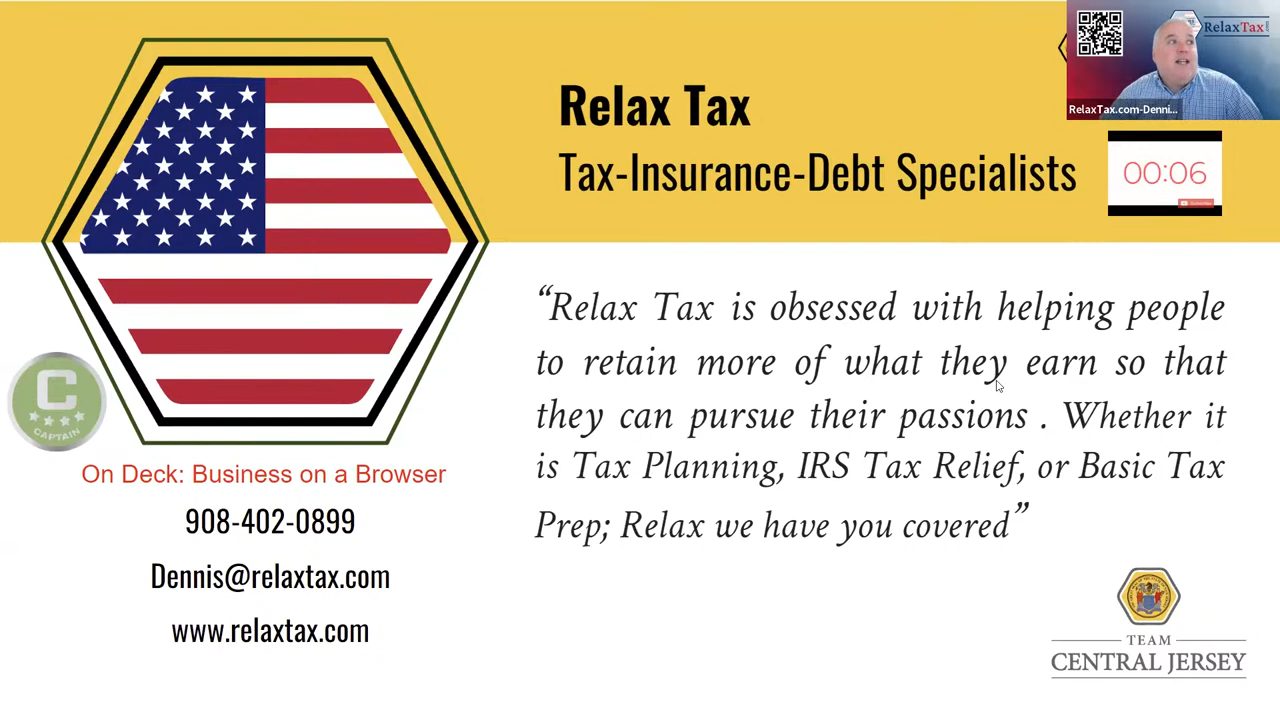 RelaxTax.com
RelaxTax.com-Denni...
Relax Tax
Tax-Insurance-Debt Specialists
00:06
“Relax Tax is obsessed with helping people
to retain more of what they earn so that
they can pursue their passions . Whether it
is Tax Planning, IRS Tax Relief, or Basic Tax
Prep; Relax we have you covered”
C
CAPTAIN
On Deck: Business on a Browser
908-402-0899
Dennis@relaxtax.com
www.relaxtax.com
TEAM
CENTRAL JERSEY